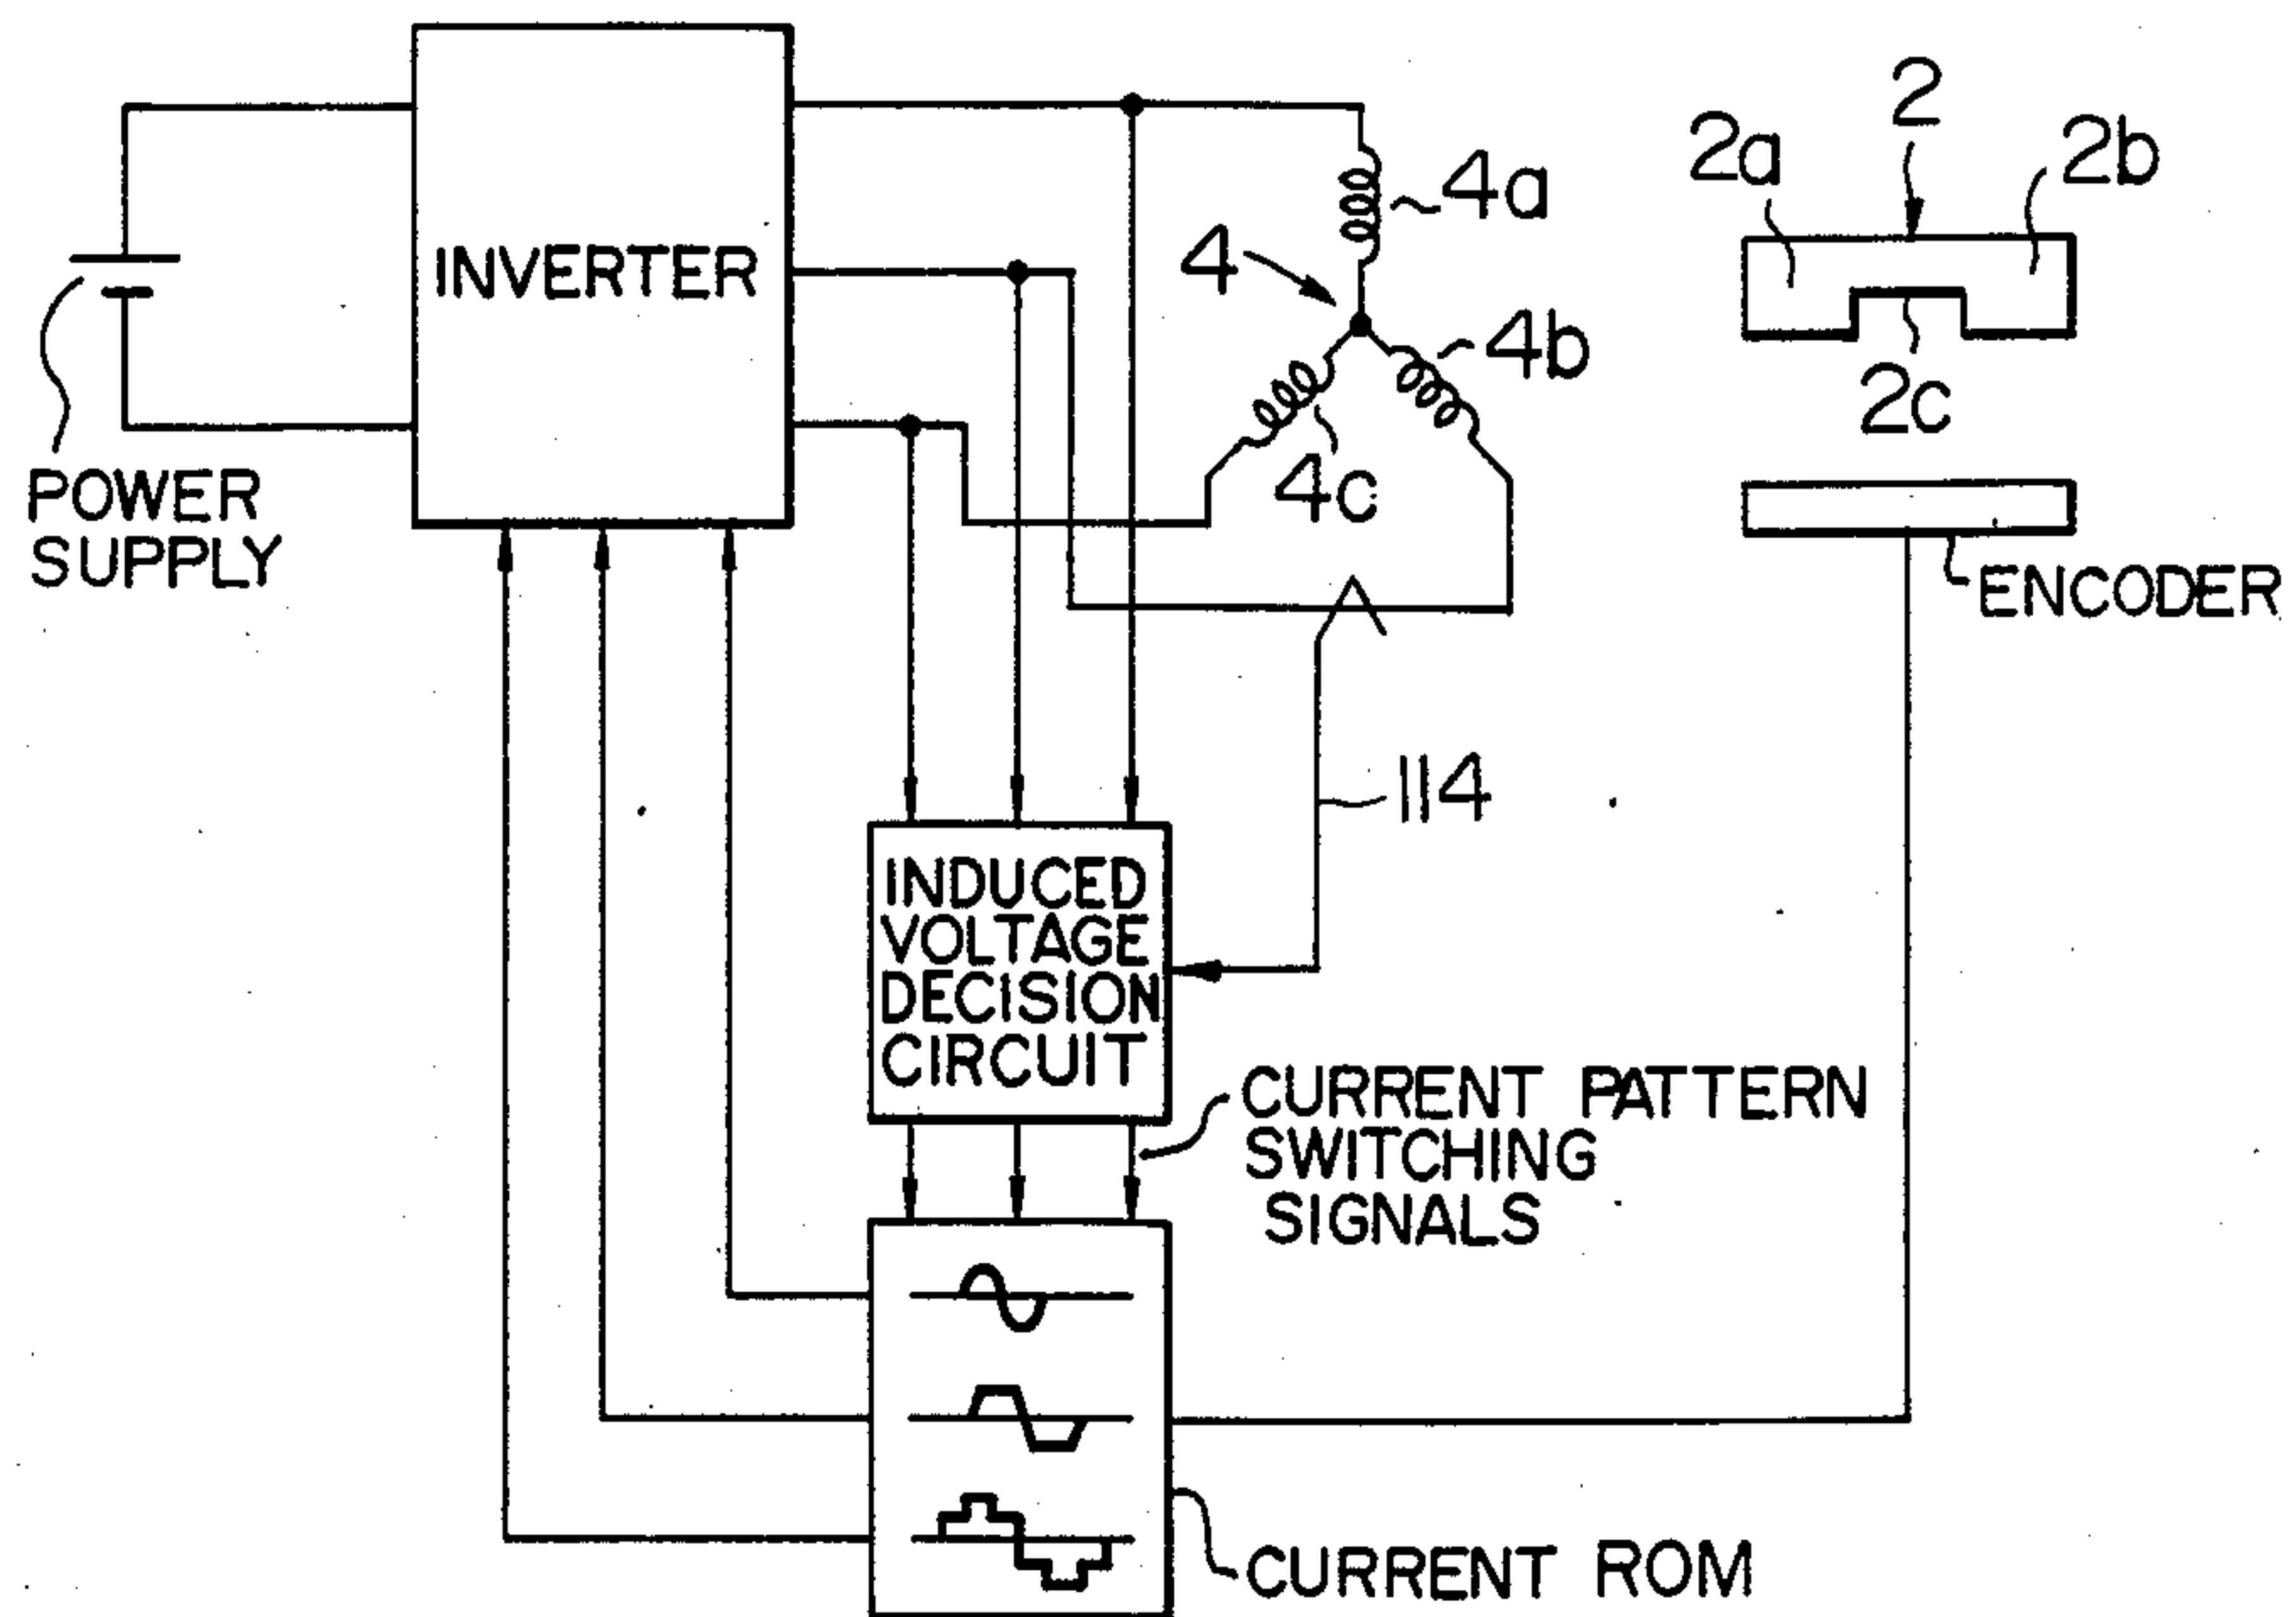 2
2a
2b
4a
4
INVERTER
4b
2c
4c
POWER
SUPPLY
ENCODER
114
INDUCED
VOLTAGE
DECISION
CIRCUIT
CURRENT PATTERN
SWITCHING
SIGNALS
CURRENT ROM